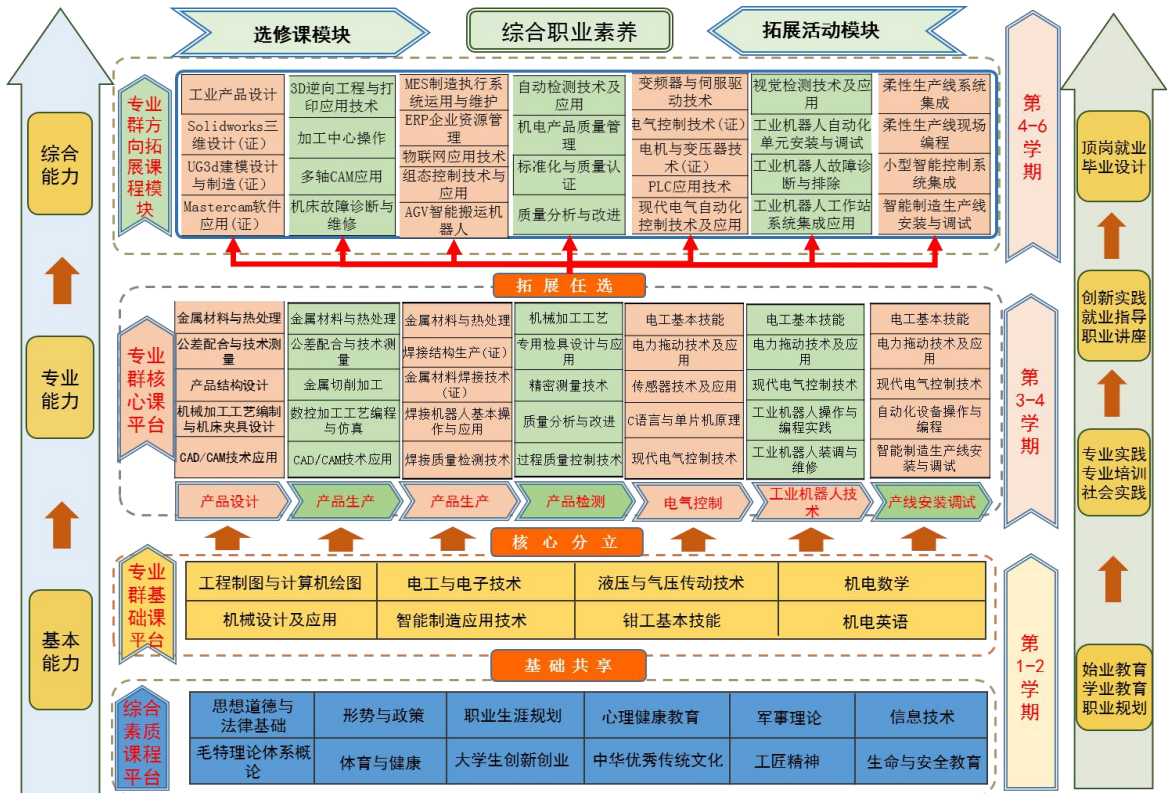 选修课模块
综合职业素养
拓展活动模块
综合
能力
专业
能力
基本
能力
专业
群方
向拓
展课
程模
块
工业产品设计
Solidworks三
维设计(证)
UG3d建模设计
与制造(证)
Mastercam软件
应用(证)
3D逆向工程与打
印应用技术
加工中心操作
多轴CAM应用
机床故障诊断与
维修
MES制造执行系
统运用与维护
ERP企业资源管
理
物联网应用技术
组态控制技术与
应用
AGV智能搬运机
器人
自动检测技术及
应用
机电产品质量管
理
标准化与质量认
证
质量分析与改进
变频器与伺服驱
动技术
电气控制技术(证)
电机与变压器技
术(证)
PLC应用技术
现代电气自动化
控制技术及应用
视觉检测技术及应
用
工业机器人自动化
单元安装与调试
工业机器人故障诊
断与排除
工业机器人工作站
系统集成应用
柔性生产线系统
集成
柔性生产线现场
编程
小型智能控制系
统集成
智能制造生产线
安装与调试
第
4-6
学
期
拓展任选
专业
群核
心课
平台
金属材料与热处理
公差配合与技术测
量
产品结构设计
机械加工工艺编制
与机床夹具设计
CAD/CAM技术应用
产品设计
金属材料与热处理
公差配合与技术测
量
金属切削加工
数控加工工艺编程
与仿真
CAD/CAM技术应用
产品生产
金属材料与热处理
焊接结构生产(证)
金属材料焊接技术
(证)
焊接机器人基本操
作与应用
焊接质量检测技术
产品生产
机械加工工艺
专用检具设计与应
用
精密测量技术
质量分析与改进
过程质量控制技术
产品检测
电工基本技能
电力拖动技术及应
用
传感器技术及应用
C语言与单片机原理
现代电气控制技术
电气控制
电工基本技能
电力拖动技术及应
用
现代电气控制技术
工业机器人操作与
编程实践
工业机器人装调与
维修
工业机器人技
术
电工基本技能
电力拖动技术及应
用
现代电气控制技术
自动化设备操作与
编程
智能制造生产线安
装与调试
产线安装调试
第
3-4
学
期
核心分立
专业
群基
础课
平台
工程制图与计算机绘图
电工与电子技术
液压与气压传动技术
机电数学
机械设计及应用
智能制造应用技术
钳工基本技能
机电英语
基础共享
第
1-2
学
期
综合
素质
课程
平台
思想道德与
法律基础
形势与政策
职业生涯规划
心理健康教育
军事理论
信息技术
毛特理论体系概
论
体育与健康
大学生创新创业
中华优秀传统文化
工匠精神
生命与安全教育
顶岗就业
毕业设计
创新实践
就业指导
职业讲座
专业实践
专业培训
社会实践
始业教育
学业教育
职业规划